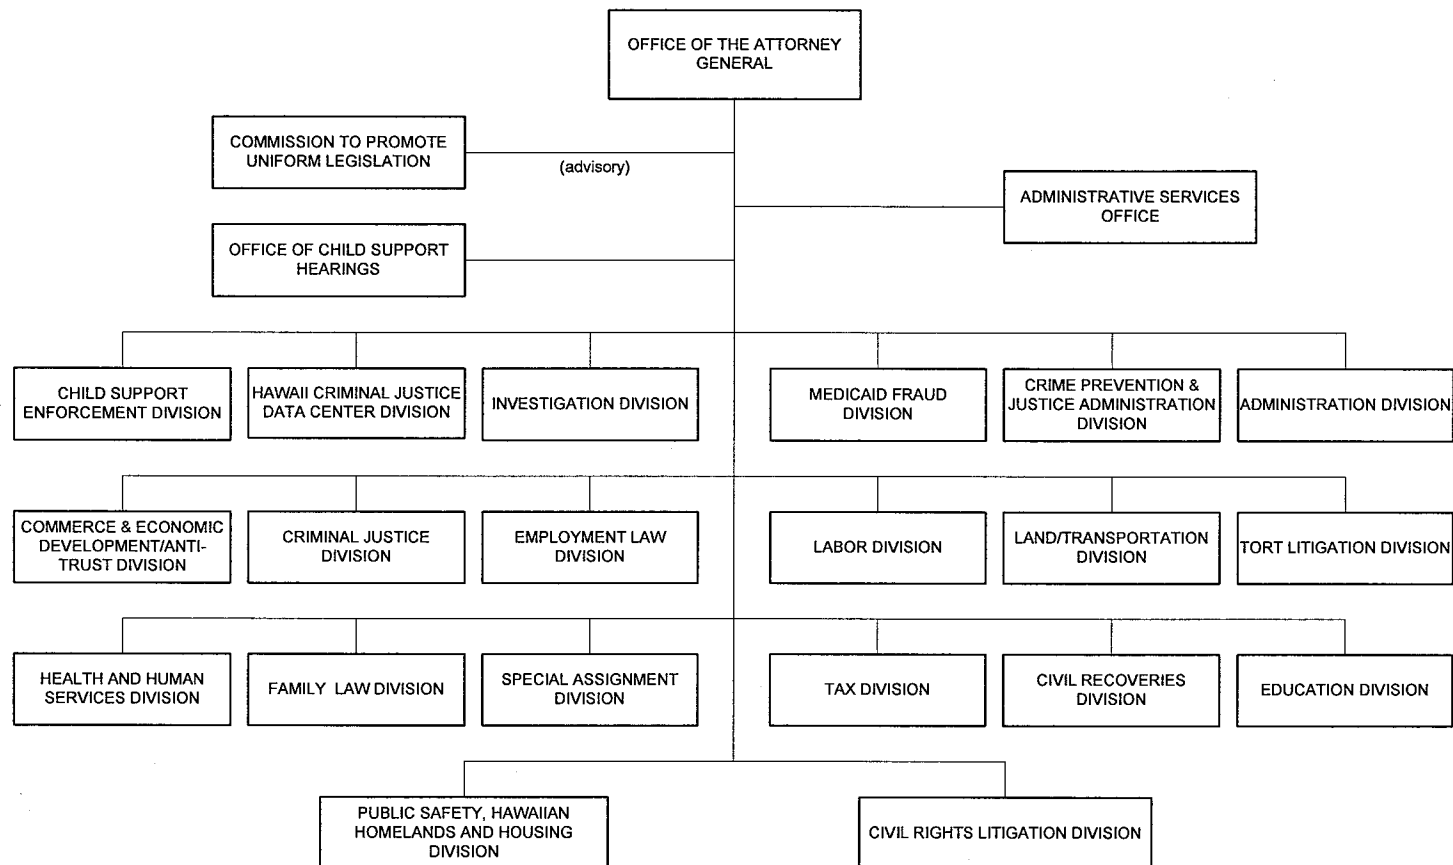 OFFICE OF THE ATTORNEY
GENERAL
COMMISSION TO PROMOTE
UNIFORM LEGISLATION
(advisory)
ADMINISTRATIVE SERVICES
OFFICE
OFFICE OF CHILD SUPPORT
HEARINGS
CHILD SUPPORT
ENFORCEMENT DIVISION
HAWAII CRIMINAL JUSTICE
DATA CENTER DIVISION
INVESTIGATION DIVISION
MEDICAID FRAUD
DIVISION
CRIME PREVENTION &
JUSTICE ADMINISTRATION
DIVISION
ADMINISTRATION DIVISION
COMMERCE & ECONOMIC
DEVELOPMENT/ANTI-
TRUST DIVISION
CRIMINAL JUSTICE
DIVISION
EMPLOYMENT LAW
DIVISION
LABOR DIVISION
LAND/TRANSPORTATION
DIVISION
TORT LITIGATION DIVISION
HEALTH AND HUMAN
SERVICES DIVISION
FAMILY LAW DIVISION
SPECIAL ASSIGNMENT
DIVISION
TAX DIVISION
CIVIL RECOVERIES
DIVISION
EDUCATION DIVISION
PUBLIC SAFETY, HAWAIIAN
HOMELANDS AND HOUSING
DIVISION
CIVIL RIGHTS LITIGATION DIVISION